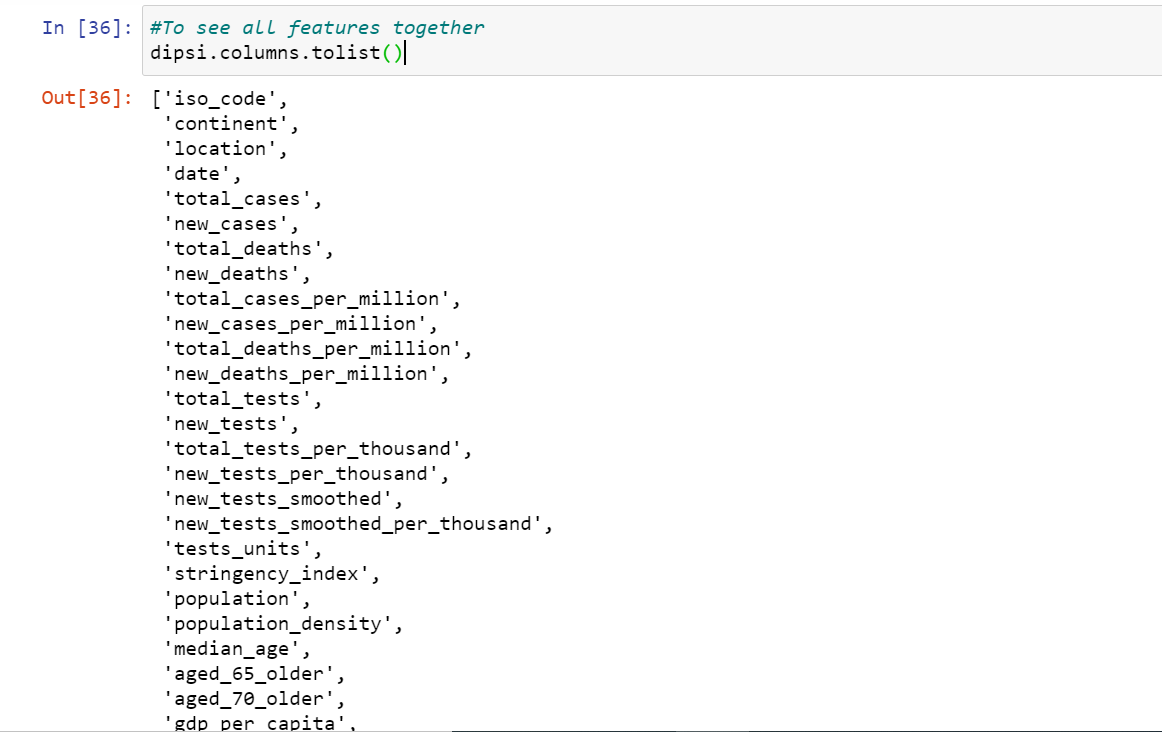 In [36]: #To see all features together
dipsi.columns.tolist()
Out[36]: ['iso_code',
'continent',
'location',
'date',
'total_cases',
'new_cases',
'total_deaths',
'new_deaths',
'total_cases_per_million',
'new_cases_per_million',
'total_deaths_per_million',
'new_deaths_per_million',
'total_tests',
'new_tests',
'total_tests_per_thousand',
'new_tests_per_thousand',
'new_tests_smoothed',
'new_tests_smoothed_per_thousand',
'tests_units',
'stringency_index',
'population',
'population_density',
'median_age',
'aged_65_older',
'aged_70_older',
'gdp_per_capita',